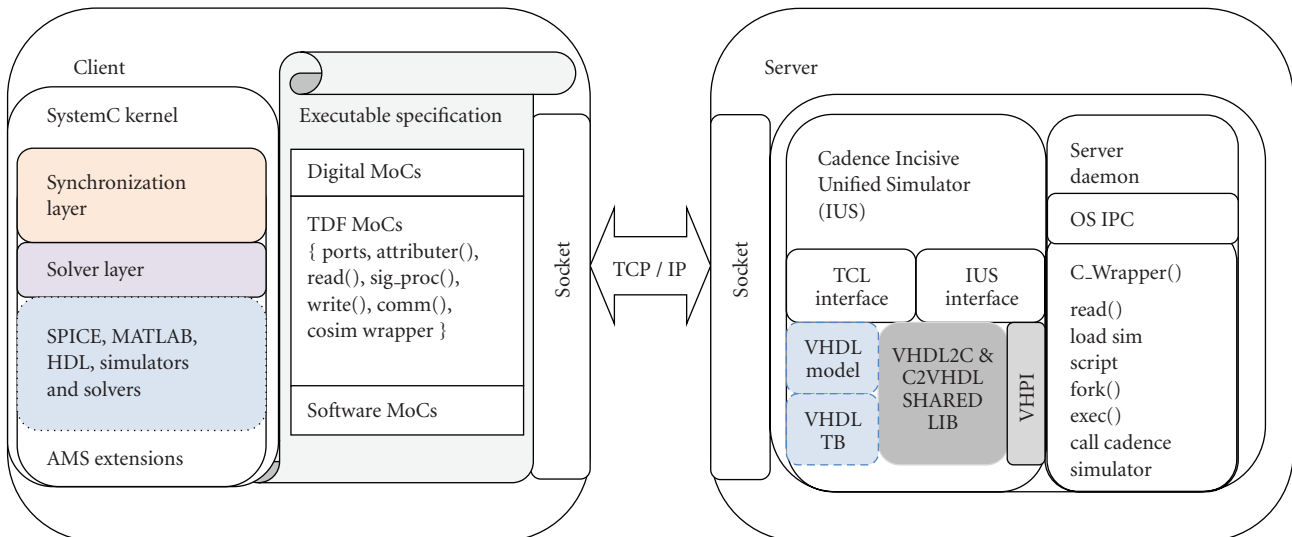 Client
SystemC kernel
Synchronization
layer
Solver layer
SPICE, MATLAB,
HDL, simulators
and solvers
AMS extensions
Executable specification
Digital MoCs
TDF MoCs
{ ports, attributer(),
read(), sig_proc(),
write(), comm(),
cosim wrapper }
Software MoCs
Socket
TCP / IP
Server
Socket
Cadence Incisive
Unified Simulator
(IUS)
TCL
interface
IUS
interface
VHDL
model
VHDL
TB
VHDL2C &
C2VHDL
SHARED
LIB
VHPI
Server
daemon
OS IPC
C_Wrapper()
read()
load sim
script
fork()
exec()
call cadence
simulator